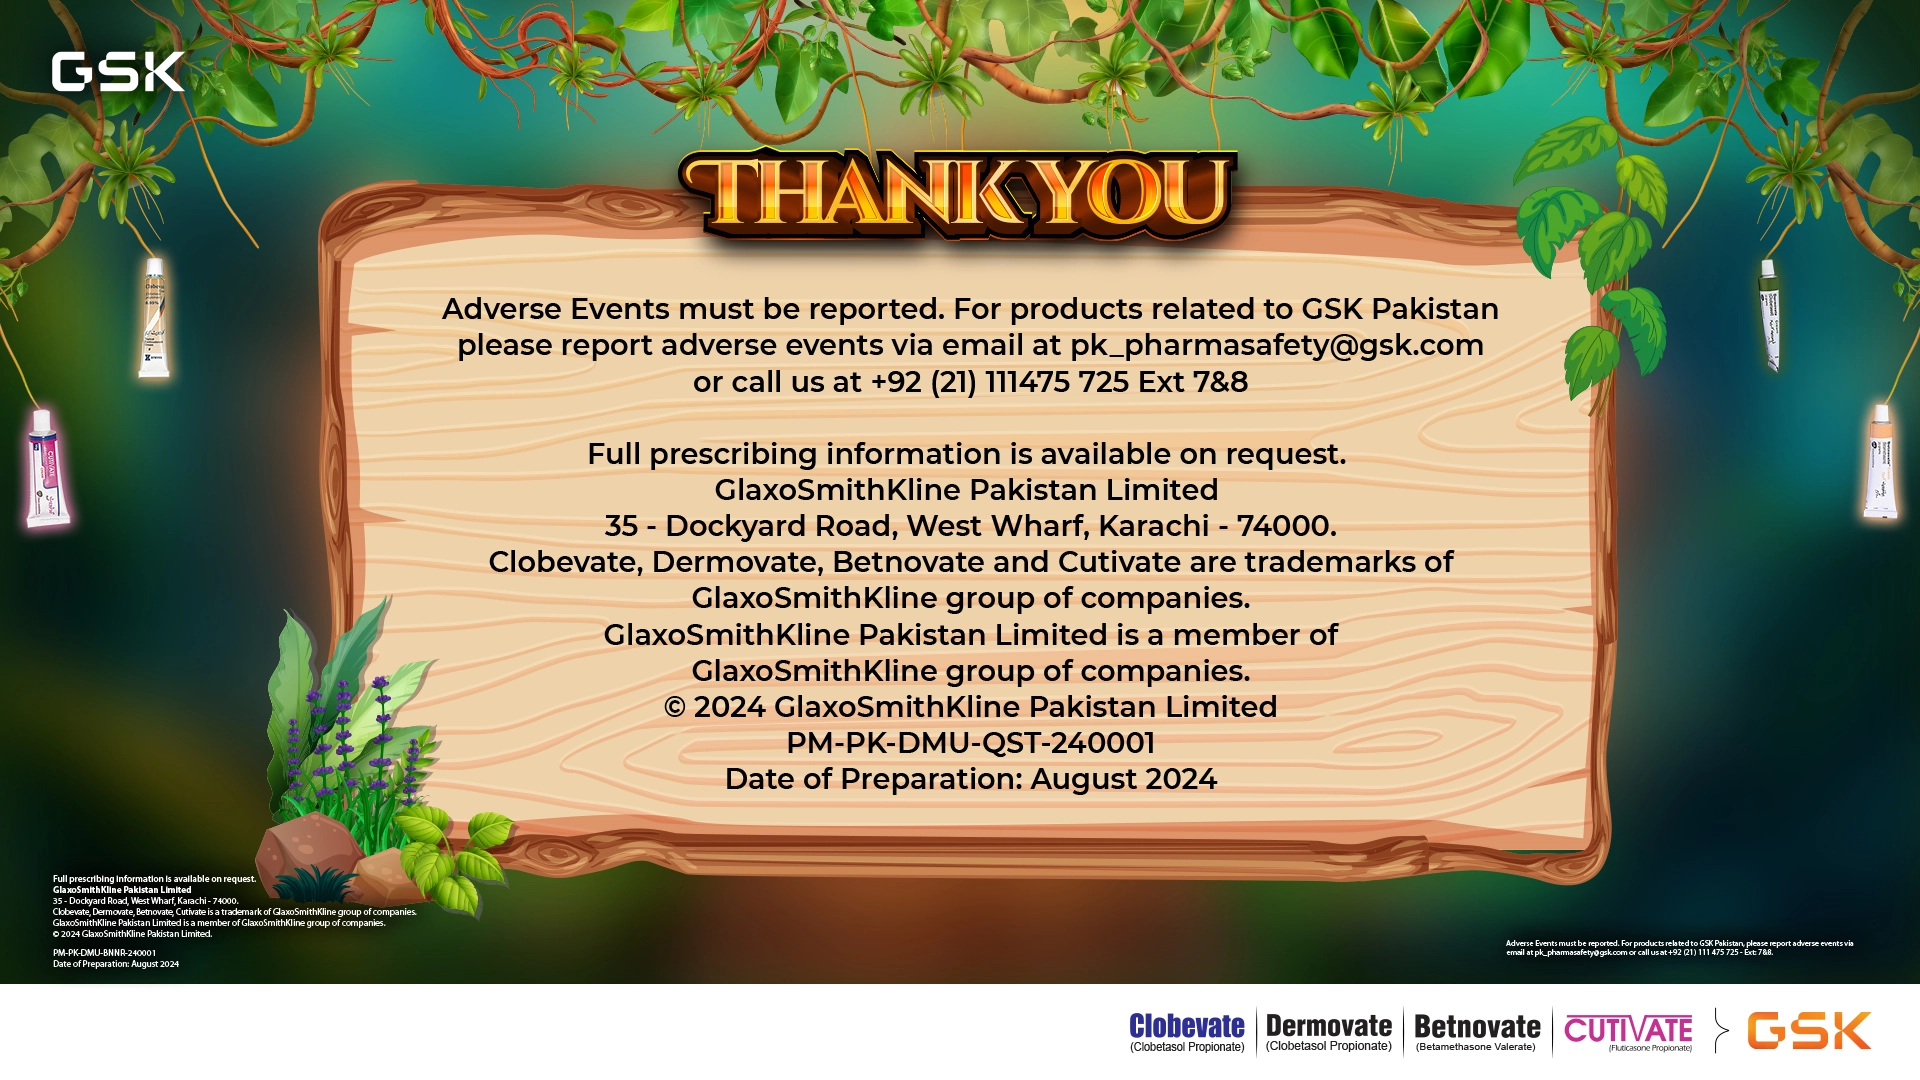 GSK
THANK YOU
Adverse Events must be reported. For products related to GSK Pakistan
please report adverse events via email at pk_pharmasafety@gsk.com
or call us at +92 (21) 111475 725 Ext 7&8
Full prescribing information is available on request.
GlaxoSmithKline Pakistan Limited
35 - Dockyard Road, West Wharf, Karachi - 74000.
Clobevate, Dermovate, Betnovate and Cutivate are trademarks of
GlaxoSmithKline group of companies.
GlaxoSmithKline Pakistan Limited is a member of
GlaxoSmithKline group of companies.
© 2024 GlaxoSmithKline Pakistan Limited
PM-PK-DMU-QST-240001
Date of Preparation: August 2024
CUTIVATE
Full prescribing information is available on request.
GlaxoSmithKline Pakistan Limited
35 - Dockyard Road, West Wharf, Karachi - 74000.
Clobevate, Dermovate, Betnovate, Cutivate is a trademark of GlaxoSmithKline group of companies.
GlaxoSmithKline Pakistan Limited is a member of GlaxoSmithKline group of companies.
© 2024 GlaxoSmithKline Pakistan Limited.
PM-PK-DMU-BNNR-240001
Date of Preparation: August 2024
Adverse Events must be reported. For products related to GSK Pakistan, please report adverse events via
email at pk_pharmasafety@gsk.com or call us at +92 (21) 111 475 725 - Ext: 7&8.
Clobevate
(Clobetasol Propionate)
Dermovate
(Clobetasol Propionate)
Betnovate
(Betamethasone Valerate)
CUTIVATE
(Fluticasone Propionate)
GSK